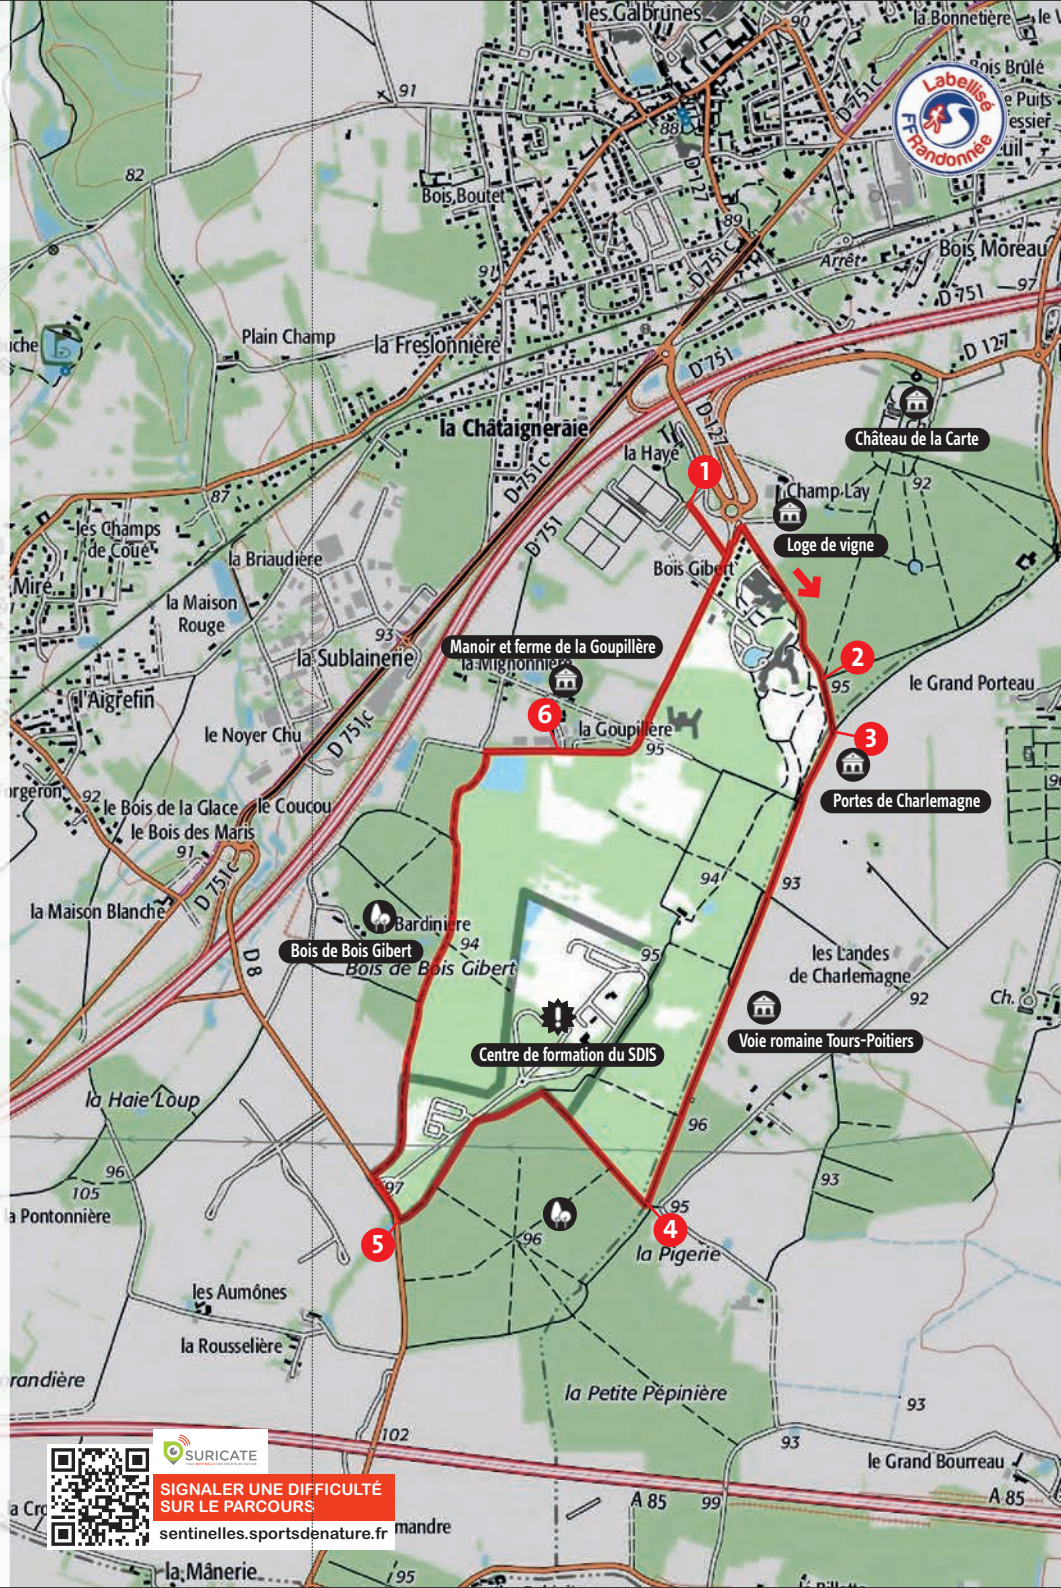 les Galbrunes
90
la Bonnetière
le
Bois Brûlé
Labellisé
FFRandonnée
91
D 751C
88
82
D 127
Bois Boutet
89
D 751C
91
Arrêt
Bois Moreau
D 751
97
Plain Champ
la Freslonnière
D 751
D 127
D 127
Château de la Carte
la Châtaigneraie
la Haye
1
92
Champ Lay
87
D 751C
D 751
Loge de vigne
les Champs
de Coué
la Briaudière
Bois Gibert
Miré
la Maison
Rouge
93
Manoir et ferme de la Goupillère
la Sublainerie
la Mignonnière
2
95
le Grand Porteau
l'Aigrefin
6
la Goupillère
le Noyer Chu
D 751C
95
3
Portes de Charlemagne
92
le Bois de la Glace
le Coucou
le Bois des Maris
91
94
93
D 751C
la Maison Blanche
Bardinière
94
Bois de Bois Gibert
Bois de Bois Gibert
D 8
95
les Landes
de Charlemagne
92
Ch.
Voie romaine Tours-Poitiers
Centre de formation du SDIS
la Haie Loup
96
96
105
97
93
la Pontonnière
95
4
5
96
la Pigerie
les Aumônes
la Rousselière
la Petite Pépinière
93
102
93
SURICATE
le Grand Bourreau
SIGNALER UNE DIFFICULTÉ
SUR LE PARCOURS
A 85
99
A 85
sentinelles.sportsdenature.fr
la Mânerie
95